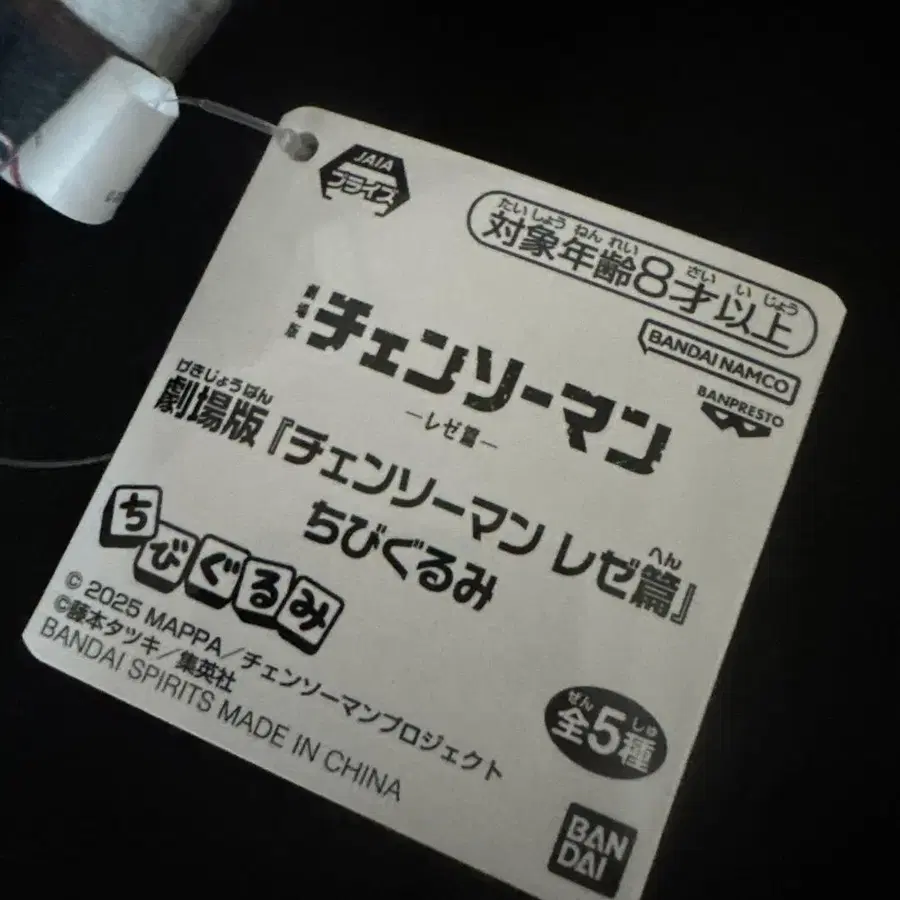 JAIA
プライズ
たいしょうねんれい さい い じょう
対象年齢8才以上
劇場版
チェンソーマン
―レゼ篇―
BANDAI NAMCO
BANPRESTO
げきじょうばん
劇場版『チェンソーマン レゼ篇』
へん
ちびぐるみ
ちびぐるみ
© 2025 MAPPA／チェンソーマンプロジェクト
©藤本タツキ／集英社
BANDAI SPIRITS MADE IN CHINA
ぜん しゅ
全5種
BAN
DAI